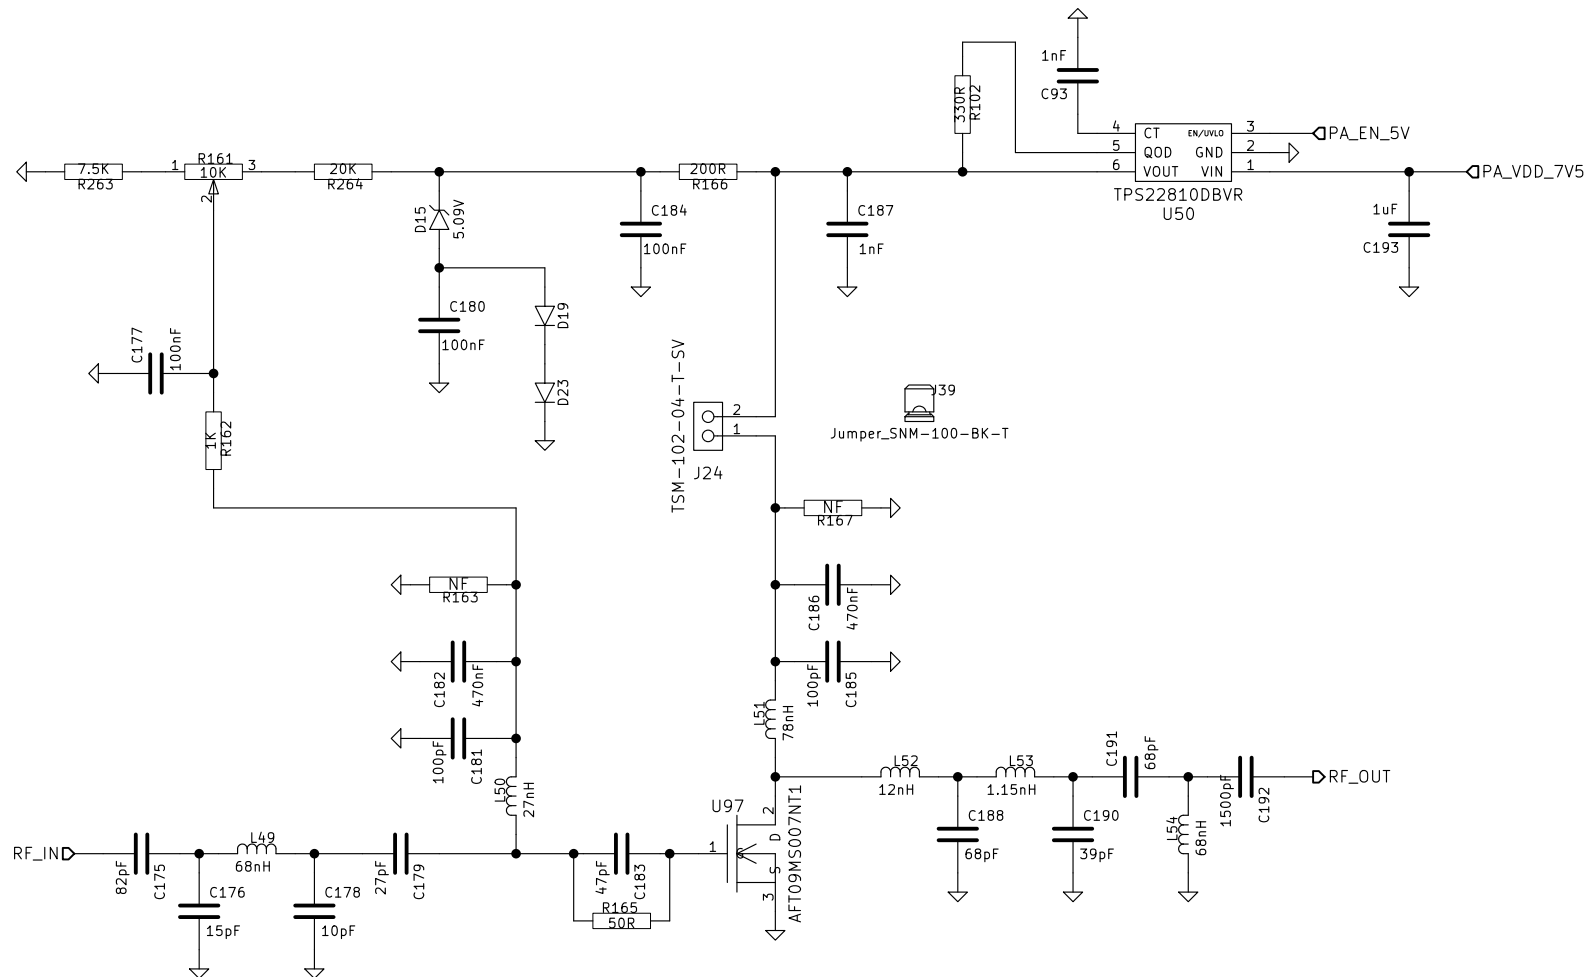 1nF
C93
330R
R102
4
CT
EN/UVLO
3
PA_EN_5V
5
QOD
GND
2
6
VOUT
VIN
1
PA_VDD_7V5
TPS22810DBVR
U50
7.5K
R263
1
R161
10K
3
2
20K
R264
200R
R166
D15
5.09V
C184
100nF
C187
1nF
1uF
C193
C180
100nF
D19
D23
C177
100nF
1K
R162
TSM-102-04-T-SV
2
1
J24
J39
Jumper_SNM-100-BK-T
NF
R167
NF
R163
C186
470nF
C182
470nF
100pF
C185
100pF
C181
L51
78nH
L50
27nH
L52
12nH
L53
1.15nH
C191
68pF
RF_OUT
1500pF
C192
C188
68pF
C190
39pF
L54
68nH
U97
2
D
1
G
S
3
AFT09MS007NT1
RF_IN
82pF
C175
L49
68nH
27pF
C179
47pF
C183
C176
15pF
C178
10pF
R165
50R